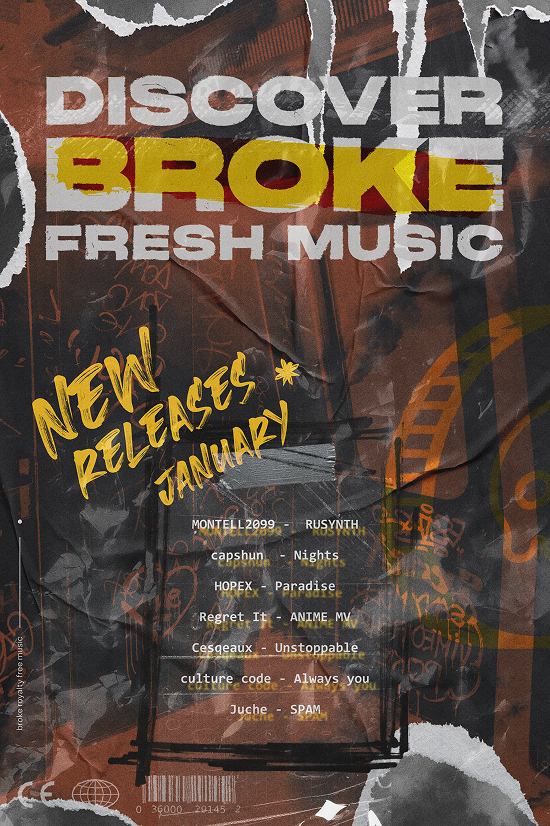 DISCOVER
BROKE
FRESH MUSIC
NEW
RELEASES *
JANUARY
MONTELL2099 - RUSYNTH
capshun - Nights
HOPEX - Paradise
Regret It - ANIME MV
Cesqeaux - Unstoppable
culture code - Always you
Juche - SPAM
broke royalty free music
CE
0 36000 29145 2